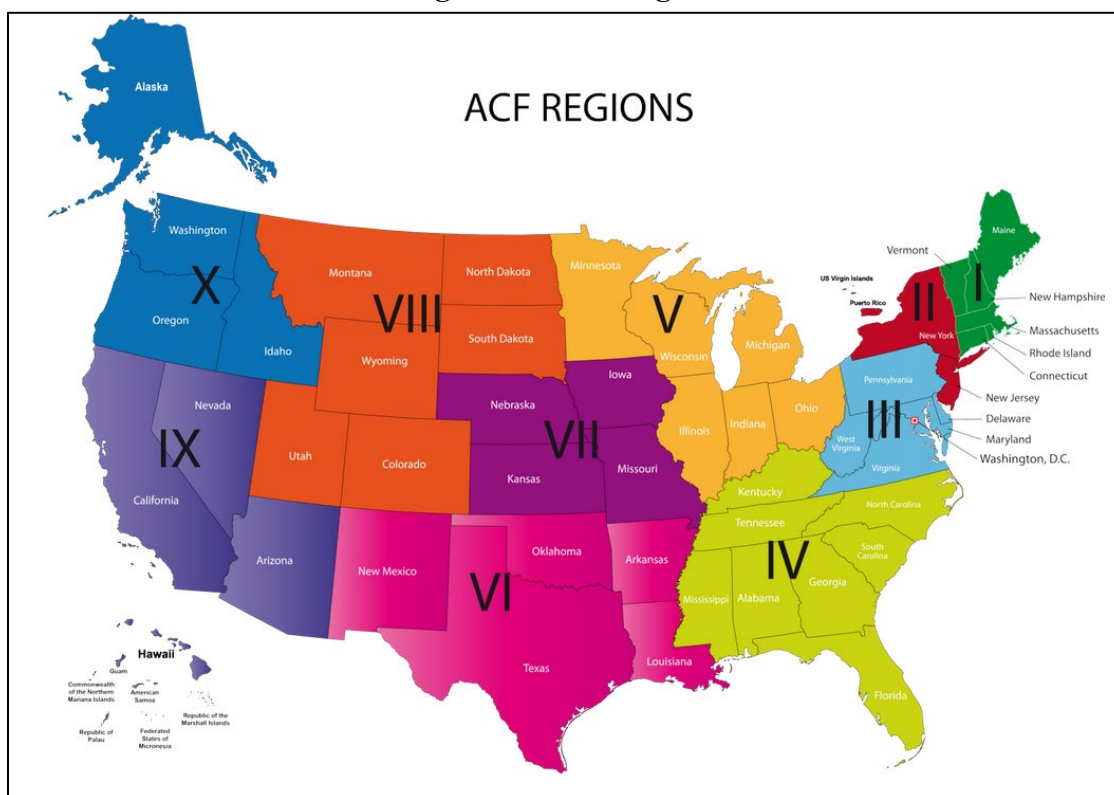 ACF REGIONS
Alaska
Washington
X
Oregon
Idaho
Montana
North Dakota
VIII
South Dakota
Wyoming
Utah
Colorado
Minnesota
V
Wisconsin
Michigan
Illinois
Indiana
Ohio
Iowa
Nebraska
VII
Kansas
Missouri
Nevada
IX
California
Arizona
New Mexico
Oklahoma
Arkansas
VI
Texas
Louisiana
Kentucky
Tennessee
North Carolina
South
Carolina
IV
Mississippi
Alabama
Georgia
Florida
Maine
Vermont
I
New Hampshire
Massachusetts
Rhode Island
Connecticut
US Virgin Islands
Puerto Rico
II
New York
New Jersey
Pennsylvania
III
West
Virginia
Virginia
Delaware
Maryland
Washington, D.C.
Hawaii
Guam
Commonwealth
of the Northern
Mariana Islands
American
Samoa
Republic of the
Marshall Islands
Republic of
Palau
Federated
States of
Micronesia